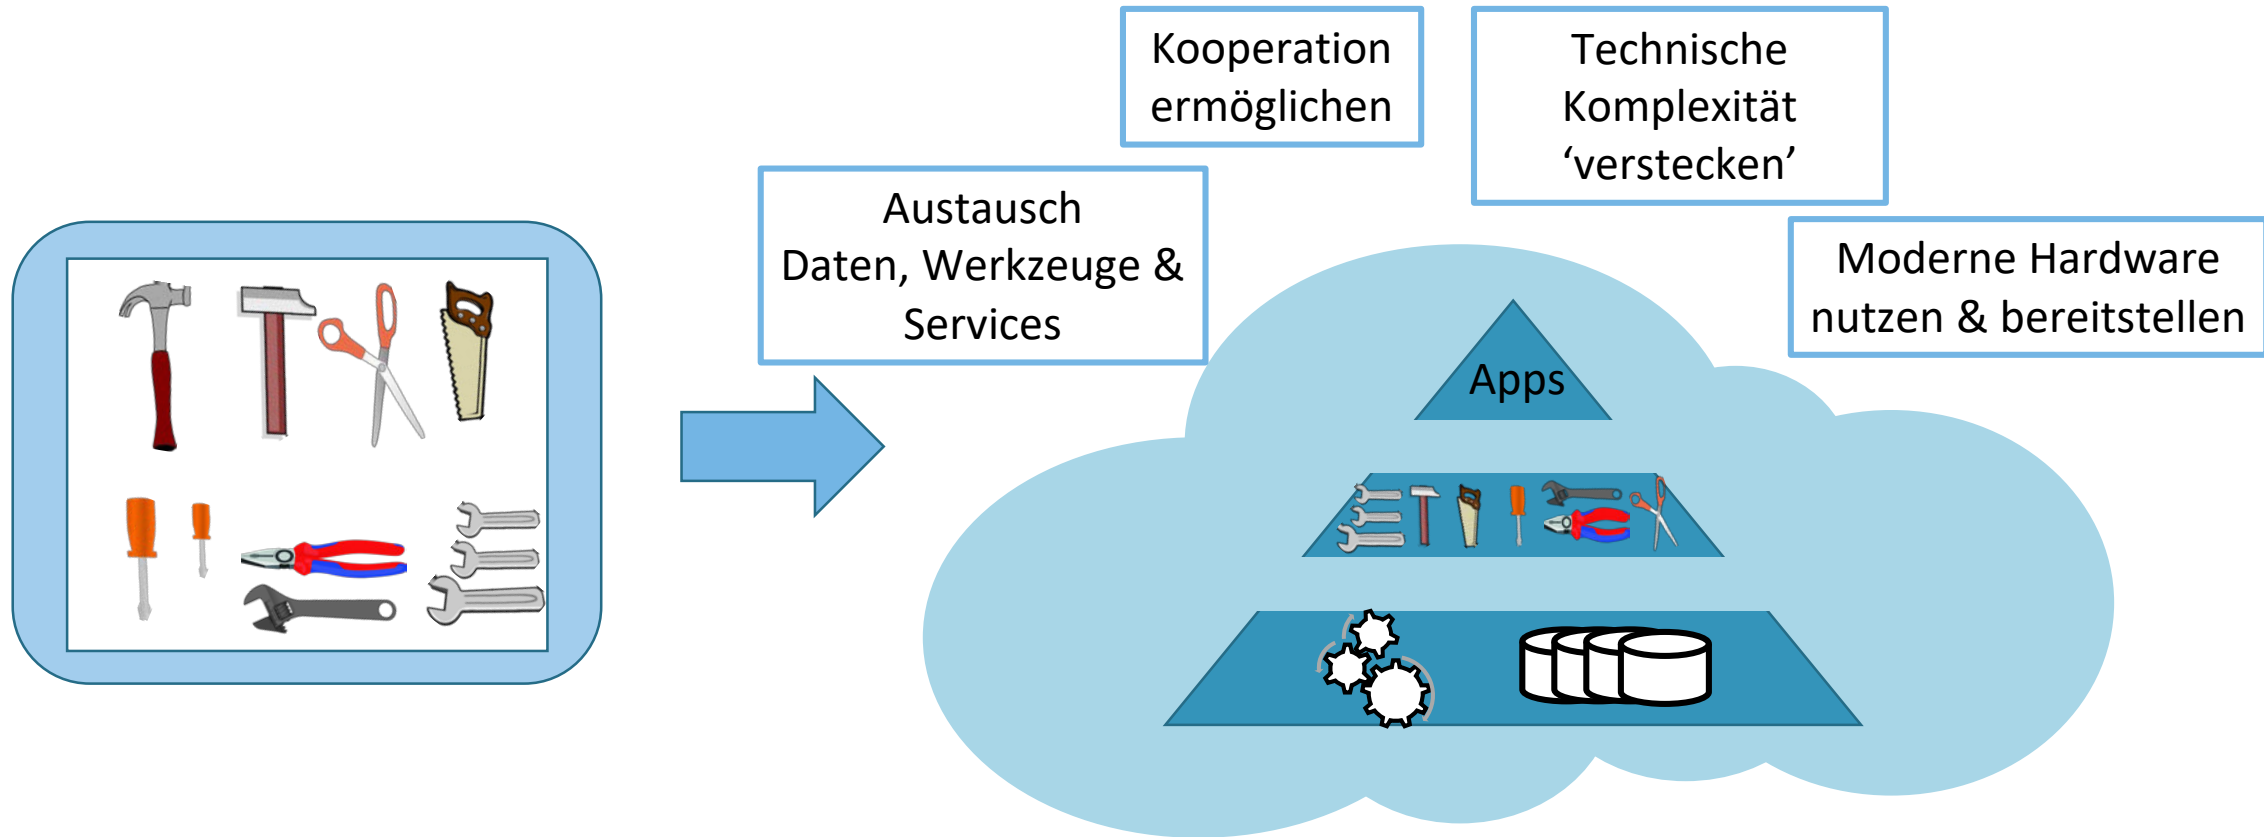 Kooperation
ermöglichen
Technische
Komplexität
‘verstecken’
Austausch
Daten, Werkzeuge &
Services
Moderne Hardware
nutzen & bereitstellen
Apps